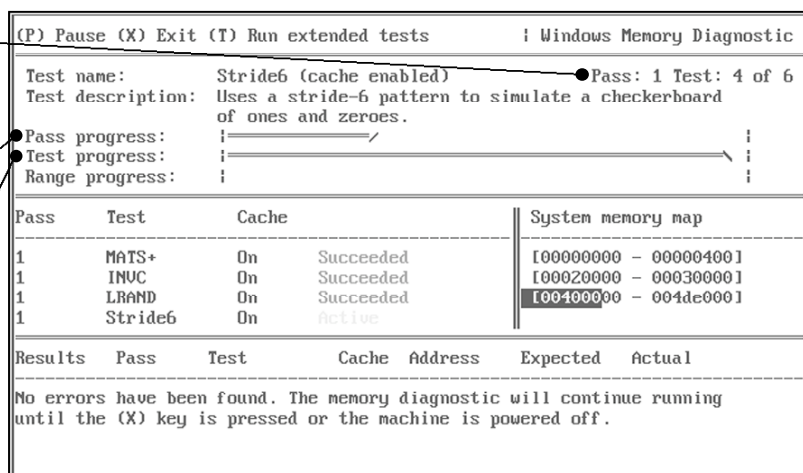 (P) Pause (X) Exit (T) Run extended tests | Windows Memory Diagnostic
Test name: Stride6 (cache enabled) Pass: 1 Test: 4 of 6
Test description: Uses a stride-6 pattern to simulate a checkerboard
of ones and zeroes.
Pass progress:
Test progress:
Range progress:
Pass Test Cache System memory map
1 MATS+ On Succeeded [00000000 - 00000400]
1 INVC On Succeeded [00020000 - 00030000]
1 LRAND On Succeeded [00400000 - 004de000]
1 Stride6 On Active
Results Pass Test Cache Address Expected Actual
No errors have been found. The memory diagnostic will continue running
until the (X) key is pressed or the machine is powered off.